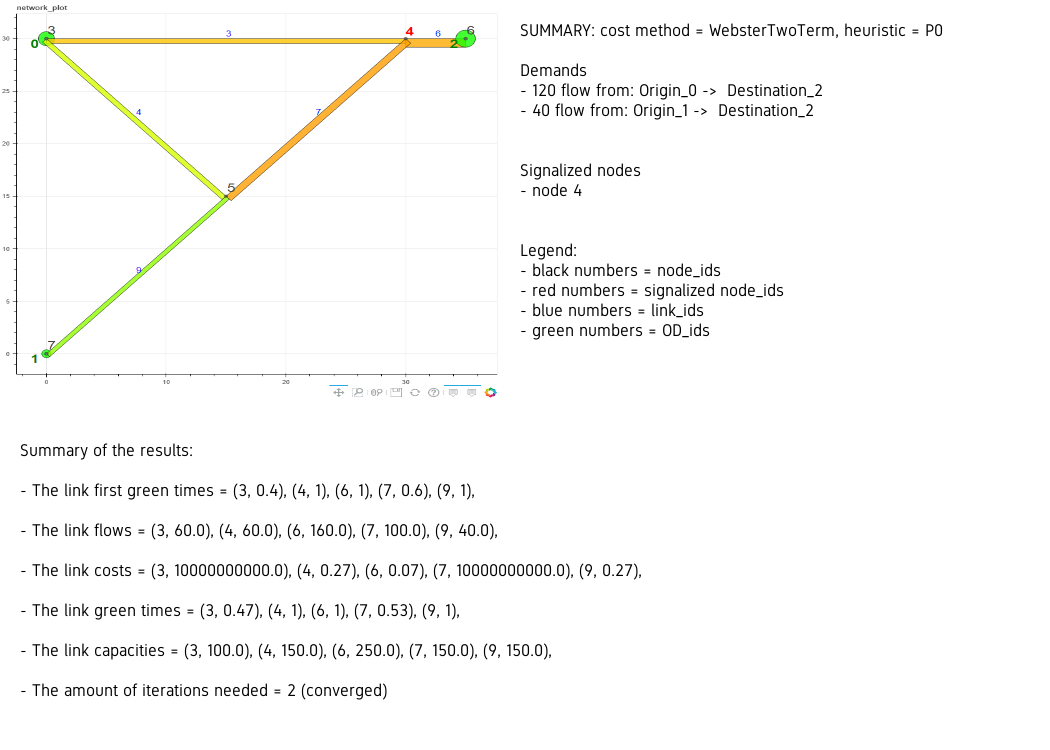 network_plot
3
3
6
4
6
0
2
30
25
4
7
20
5
15
10
9
5
7
0
1
0
10
20
30
SUMMARY: cost method = WebsterTwoTerm, heuristic = P0
Demands
- 120 flow from: Origin_0 -> Destination_2
- 40 flow from: Origin_1 -> Destination_2
Signalized nodes
- node 4
Legend:
- black numbers = node_ids
- red numbers = signalized node_ids
- blue numbers = link_ids
- green numbers = OD_ids
Summary of the results:
- The link first green times = (3, 0.4), (4, 1), (6, 1), (7, 0.6), (9, 1),
- The link flows = (3, 60.0), (4, 60.0), (6, 160.0), (7, 100.0), (9, 40.0),
- The link costs = (3, 10000000000.0), (4, 0.27), (6, 0.07), (7, 10000000000.0), (9, 0.27),
- The link green times = (3, 0.47), (4, 1), (6, 1), (7, 0.53), (9, 1),
- The link capacities = (3, 100.0), (4, 150.0), (6, 250.0), (7, 150.0), (9, 150.0),
- The amount of iterations needed = 2 (converged)